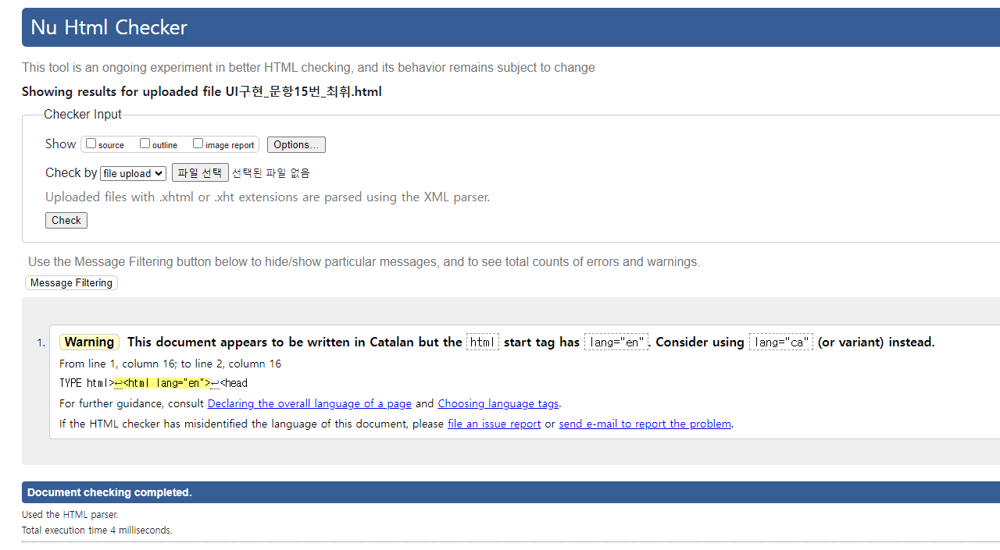 Nu Html Checker
This tool is an ongoing experiment in better HTML checking, and its behavior remains subject to change
Showing results for uploaded file UI구현_문항15번_최휘.html
Checker Input
Show source outline image report Options...
Check by file upload 파일 선택 선택된 파일 없음
Uploaded files with .xhtml or .xht extensions are parsed using the XML parser.
Check
Use the Message Filtering button below to hide/show particular messages, and to see total counts of errors and warnings.
Message Filtering
1. Warning This document appears to be written in Catalan but the html start tag has lang="en". Consider using lang="ca" (or variant) instead.
From line 1, column 16; to line 2, column 16
TYPE html>↩<html lang="en">↩<head
For further guidance, consult Declaring the overall language of a page and Choosing language tags.
If the HTML checker has misidentified the language of this document, please file an issue report or send e-mail to report the problem.
Document checking completed.
Used the HTML parser.
Total execution time 4 milliseconds.